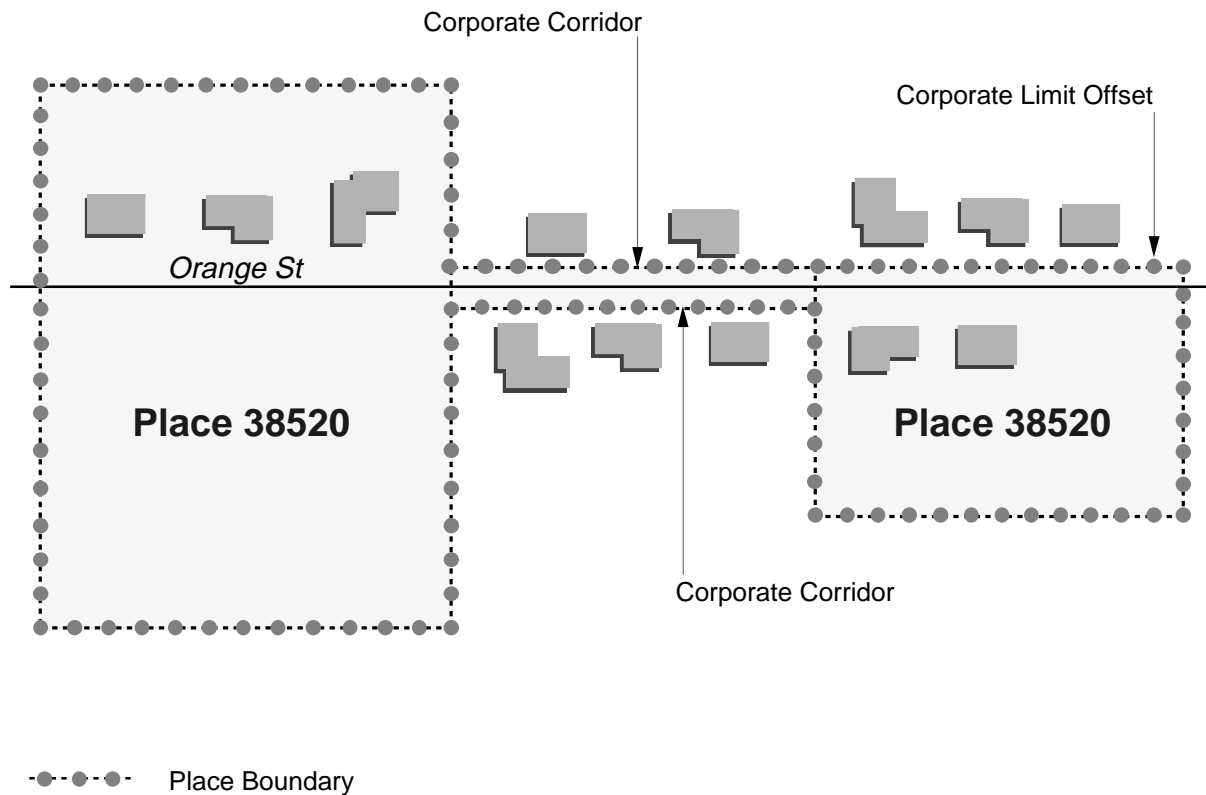 Corporate Corridor
Corporate Limit Offset
Orange St
Place 38520
Place 38520
Corporate Corridor
Place Boundary